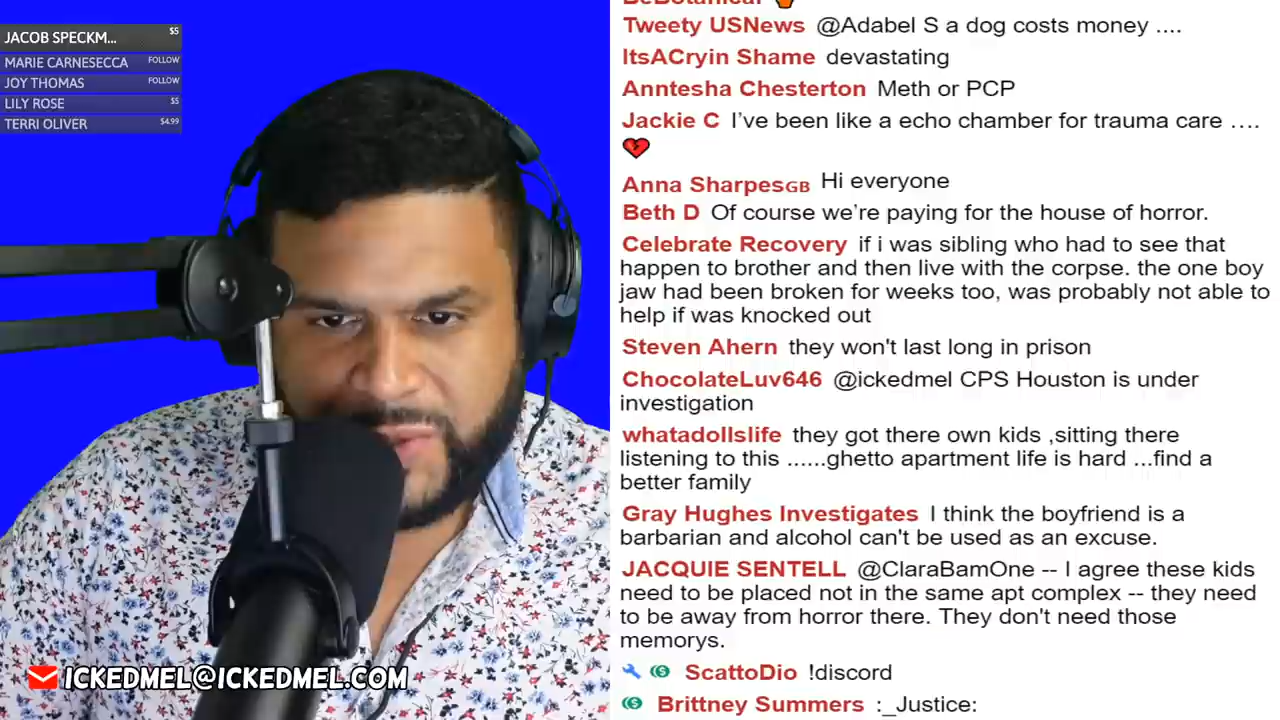 JACOB SPECKM... $5
MARIE CARNESECCA FOLLOW
JOY THOMAS FOLLOW
LILY ROSE $5
TERRI OLIVER $4.99
ICKEDMEL@ICKEDMEL.COM
BeBotanical
Tweety USNews @Adabel S a dog costs money ....
ItsACryin Shame devastating
Anntesha Chesterton Meth or PCP
Jackie C I’ve been like a echo chamber for trauma care ….
💔
Anna SharpesGB Hi everyone
Beth D Of course we’re paying for the house of horror.
Celebrate Recovery if i was sibling who had to see that
happen to brother and then live with the corpse. the one boy
jaw had been broken for weeks too, was probably not able to
help if was knocked out
Steven Ahern they won't last long in prison
ChocolateLuv646 @ickedmel CPS Houston is under
investigation
whatadollslife they got there own kids ,sitting there
listening to this ......ghetto apartment life is hard ...find a
better family
Gray Hughes Investigates I think the boyfriend is a
barbarian and alcohol can't be used as an excuse.
JACQUIE SENTELL @ClaraBamOne -- I agree these kids
need to be placed not in the same apt complex -- they need
to be away from horror there. They don't need those
memorys.
ScattoDio !discord
Brittney Summers :_Justice: